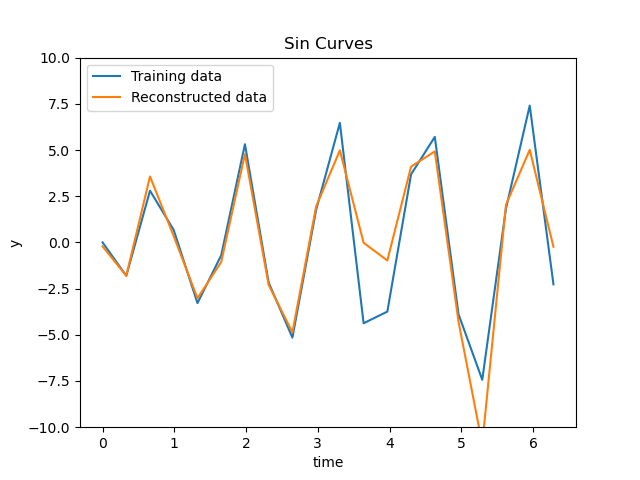 Sin Curves
Training data
Reconstructed data
10.0
7.5
5.0
2.5
0.0
−2.5
−5.0
−7.5
−10.0
y
0 1 2 3 4 5 6
time